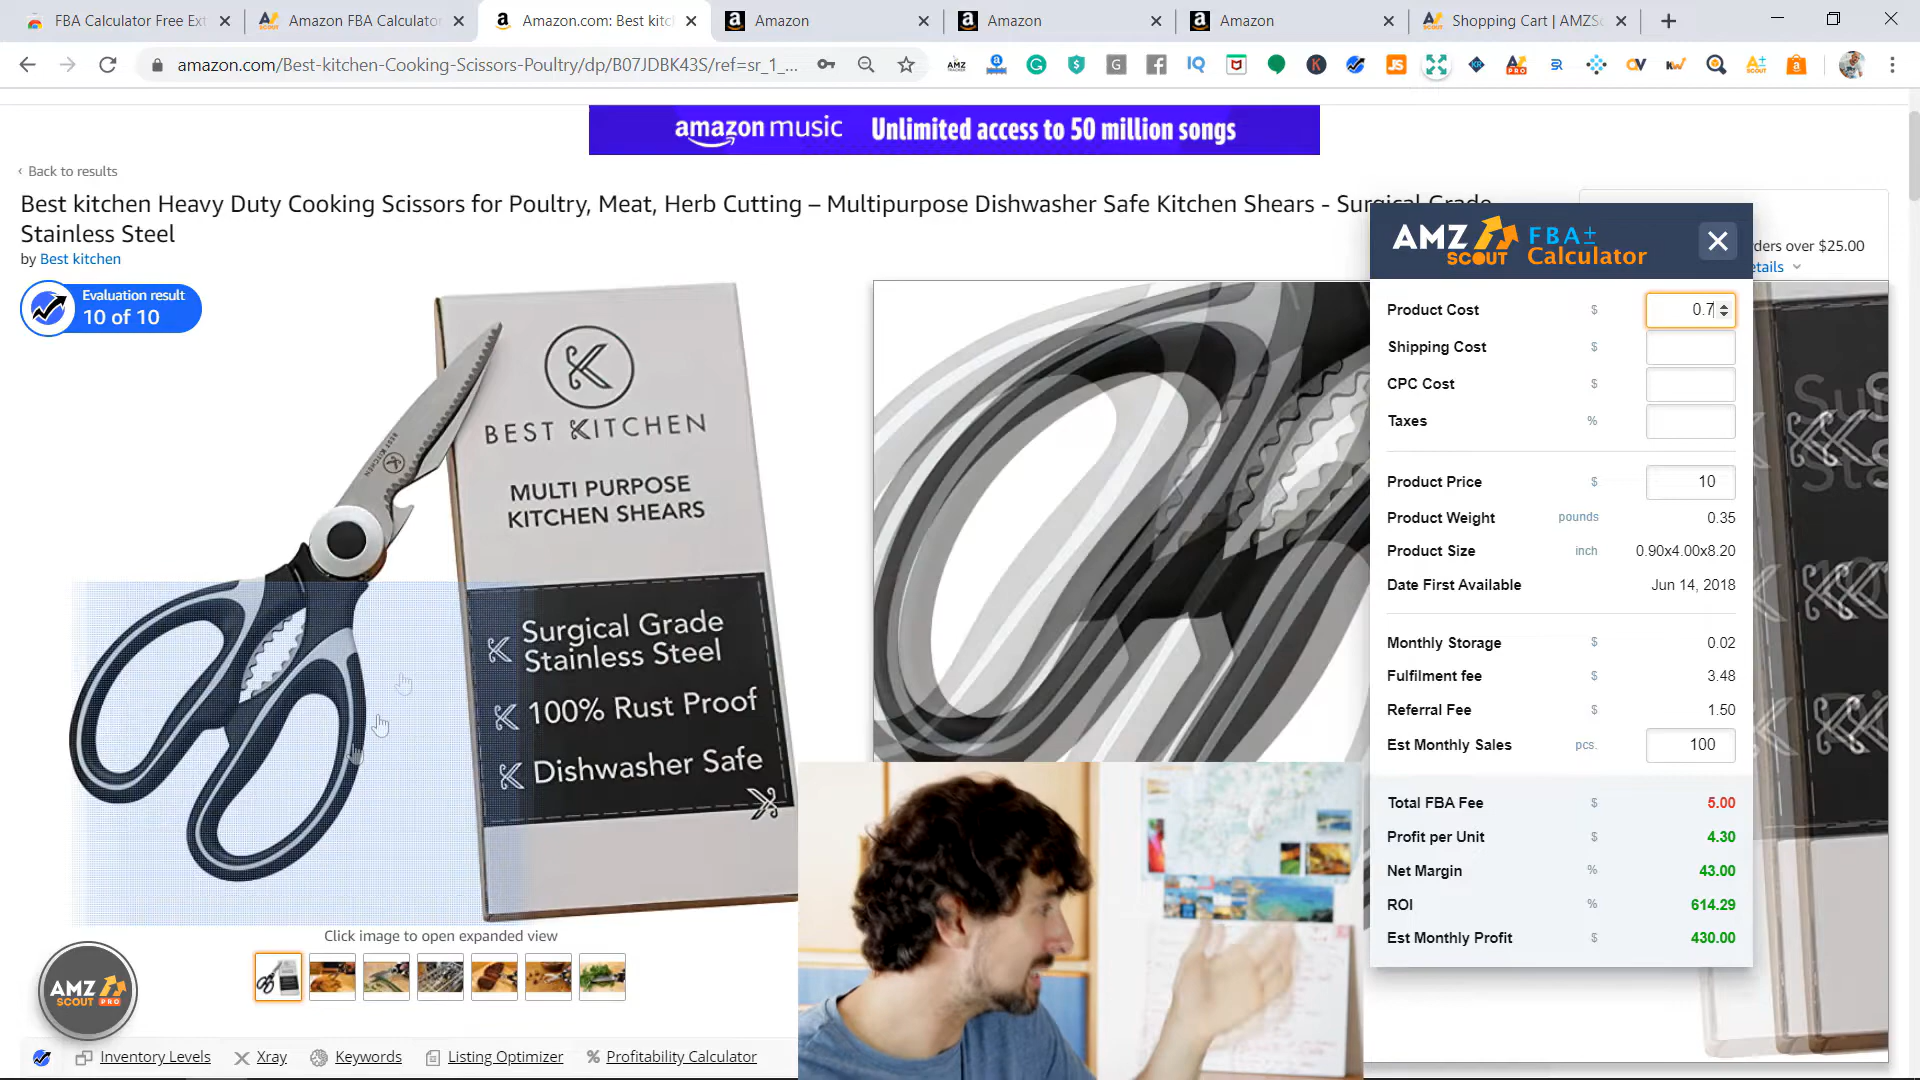 FBA Calculator Free Ext
Amazon FBA Calculator
Amazon.com: Best kitc
Amazon
Amazon
Amazon
Shopping Cart | AMZSc
amazon.com/Best-kitchen-Cooking-Scissors-Poultry/dp/B07JDBK43S/ref=sr_1_...
amazon music Unlimited access to 50 million songs
‹ Back to results
Best kitchen Heavy Duty Cooking Scissors for Poultry, Meat, Herb Cutting – Multipurpose Dishwasher Safe Kitchen Shears - Surgical Grade
Stainless Steel
by Best kitchen
Evaluation result
10 of 10
BEST KITCHEN
MULTI PURPOSE
KITCHEN SHEARS
Surgical Grade
Stainless Steel
100% Rust Proof
Dishwasher Safe
BEST KITCHEN
Click image to open expanded view
AMZ
SCOUT PRO
Inventory Levels
Xray
Keywords
Listing Optimizer
Profitability Calculator
rders over $25.00
etails
AMZ SCOUT FBA± Calculator
Product Cost $ 0.7
Shipping Cost $
CPC Cost $
Taxes %
Product Price $ 10
Product Weight pounds 0.35
Product Size inch 0.90x4.00x8.20
Date First Available Jun 14, 2018
Monthly Storage $ 0.02
Fulfilment fee $ 3.48
Referral Fee $ 1.50
Est Monthly Sales pcs. 100
Total FBA Fee $ 5.00
Profit per Unit $ 4.30
Net Margin % 43.00
ROI % 614.29
Est Monthly Profit $ 430.00